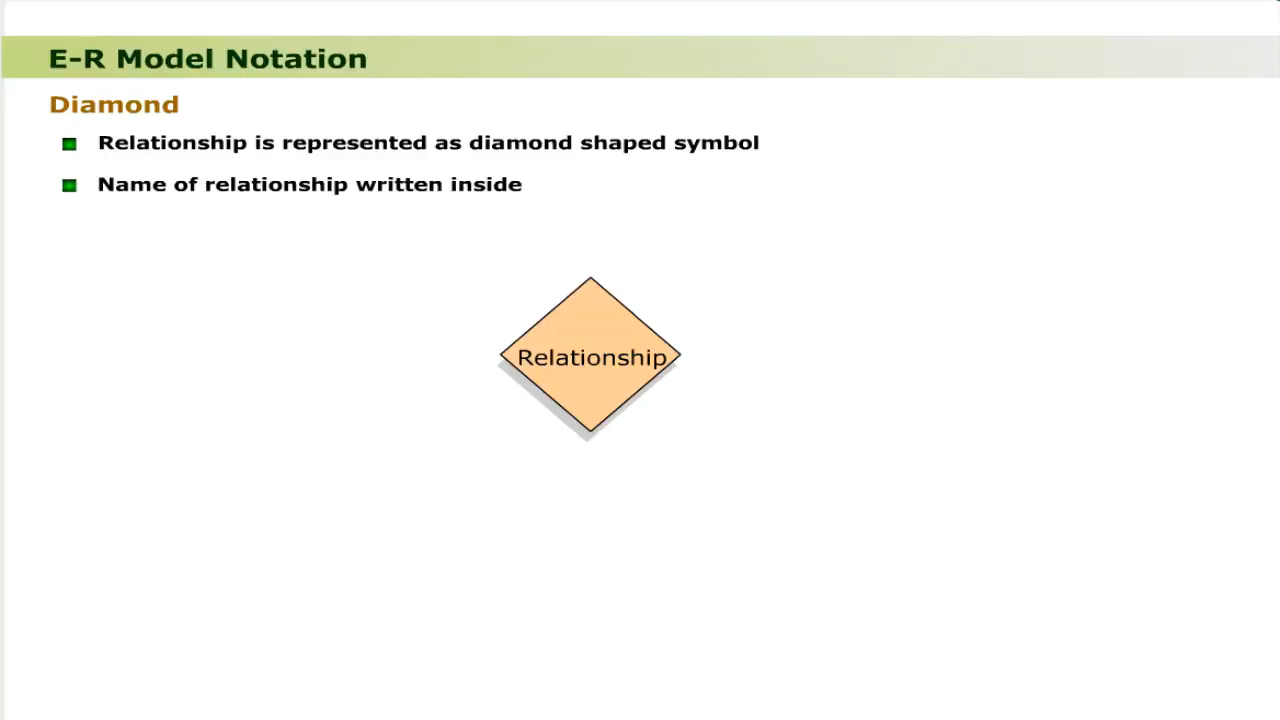 E-R Model Notation
Diamond
Relationship is represented as diamond shaped symbol
Name of relationship written inside
Relationship